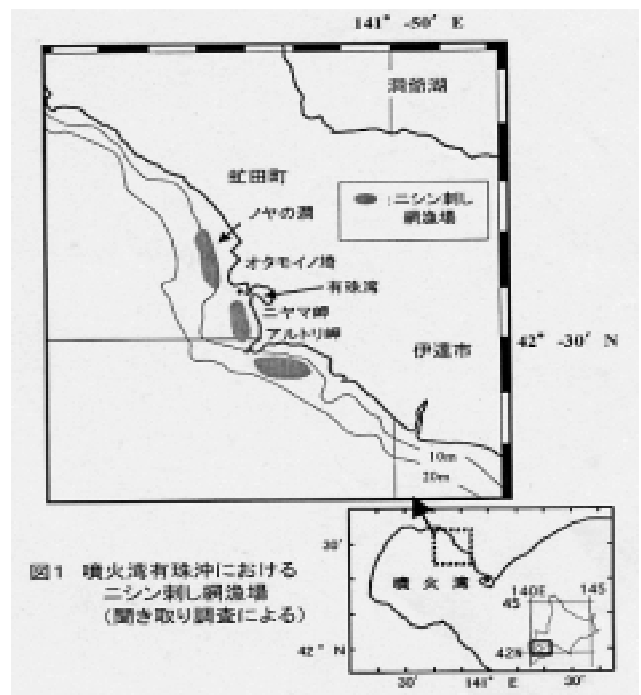 141° -50′ E
洞爺湖
虻田町
ノヤの澗
:ニシン刺し
網漁場
オタモイノ埼
有珠湾
ニヤマ岬
アルトリ岬
42° -30′ N
伊達市
10m
20m
図1 噴火湾有珠沖における
ニシン刺し網漁場
(聞き取り調査による)
30′
噴火湾
140E
145
45
42N
42° N
30′
141° E
30′